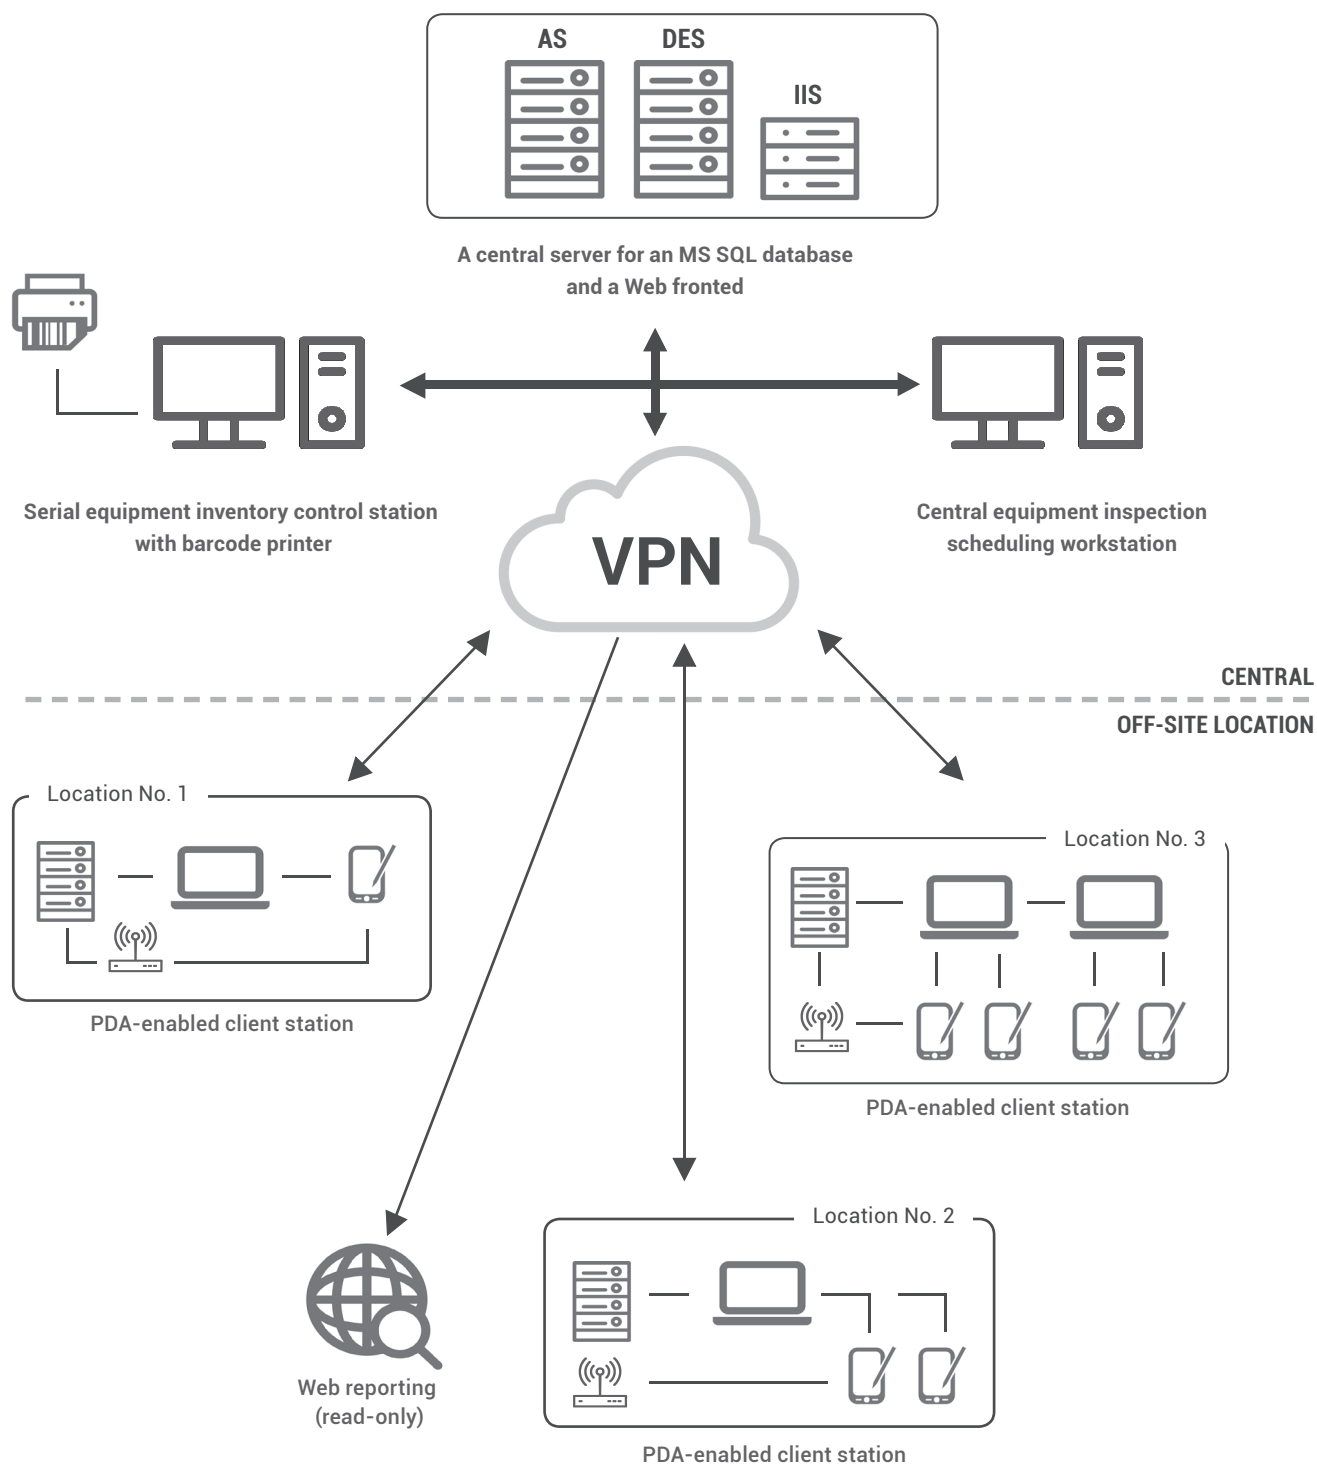 AS
DES
IIS
A central server for an MS SQL database
and a Web fronted
Serial equipment inventory control station
with barcode printer
Central equipment inspection
scheduling workstation
VPN
CENTRAL
OFF-SITE LOCATION
Location No. 1
PDA-enabled client station
Location No. 3
PDA-enabled client station
Location No. 2
PDA-enabled client station
Web reporting
(read-only)